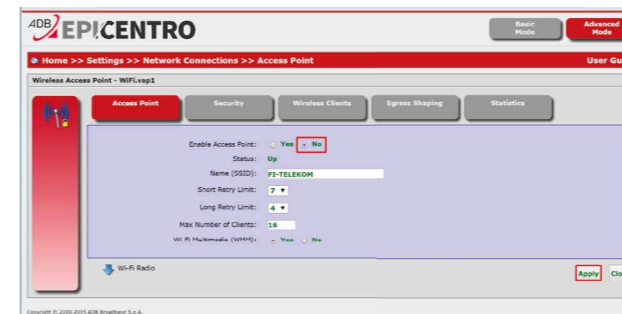 ADB EPICENTRO
Basic Mode
Advanced Mode
Home >> Settings >> Network Connections >> Access Point
User Gu
Wireless Access Point - WiFi.vap1
Access Point Security Wireless Clients Egress Shaping Statistics
Enable Access Point: Yes No
Status: Up
Name (SSID): FI-TELEKOM
Short Retry Limit: 7
Long Retry Limit: 4
Max Number of Clients: 16
Wi Fi Multimedia (WMM): Yes No
Wi-Fi Radio
Apply Clo
Copyright © 2010-2015 ADB Broadband S.p.A.